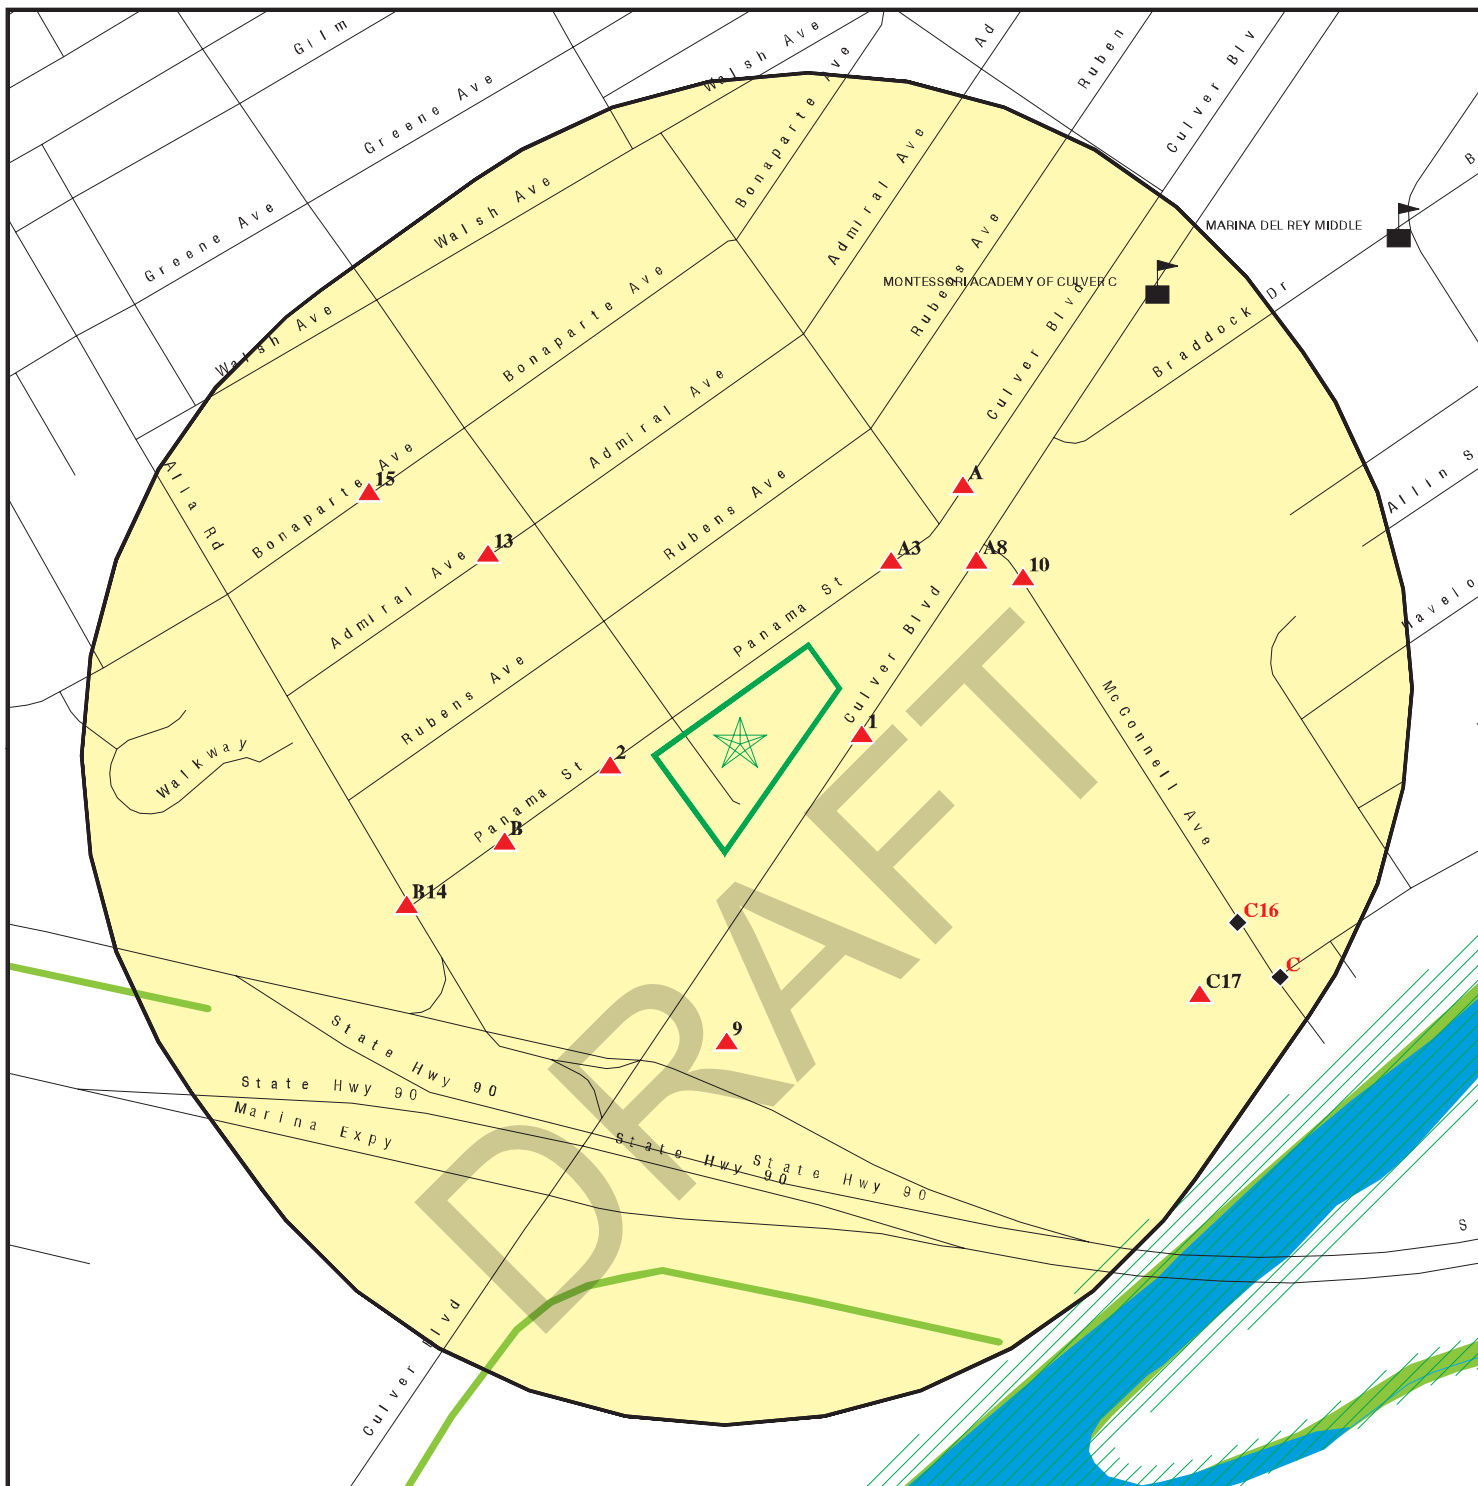 Gilm
Walsh Ave
Ad
Ruben
Culver Blv
Greene Ave
Bonaparte Ave
Admiral Ave
B
Walsh Ave
Greene Ave
Rubens Ave
MARINA DEL REY MIDDLE
MONTESSORI ACADEMY OF CULVER C
Bonaparte Ave
Culver Blvd
Braddock Dr
Walsh Ave
Admiral Ave
Alla Rd
Bonaparte Ave
15
Rubens Ave
A
Allin S
13
Admiral Ave
A3
A8
10
Panama St
Culver Blvd
Havelo
Rubens Ave
McConnell Ave
Walkway
2
1
Panama St
B
B14
C16
C
C17
9
State Hwy 90
State Hwy 90
Marina Expy
State Hwy 90
State Hwy 90
S
Culver Blvd
DRAFT